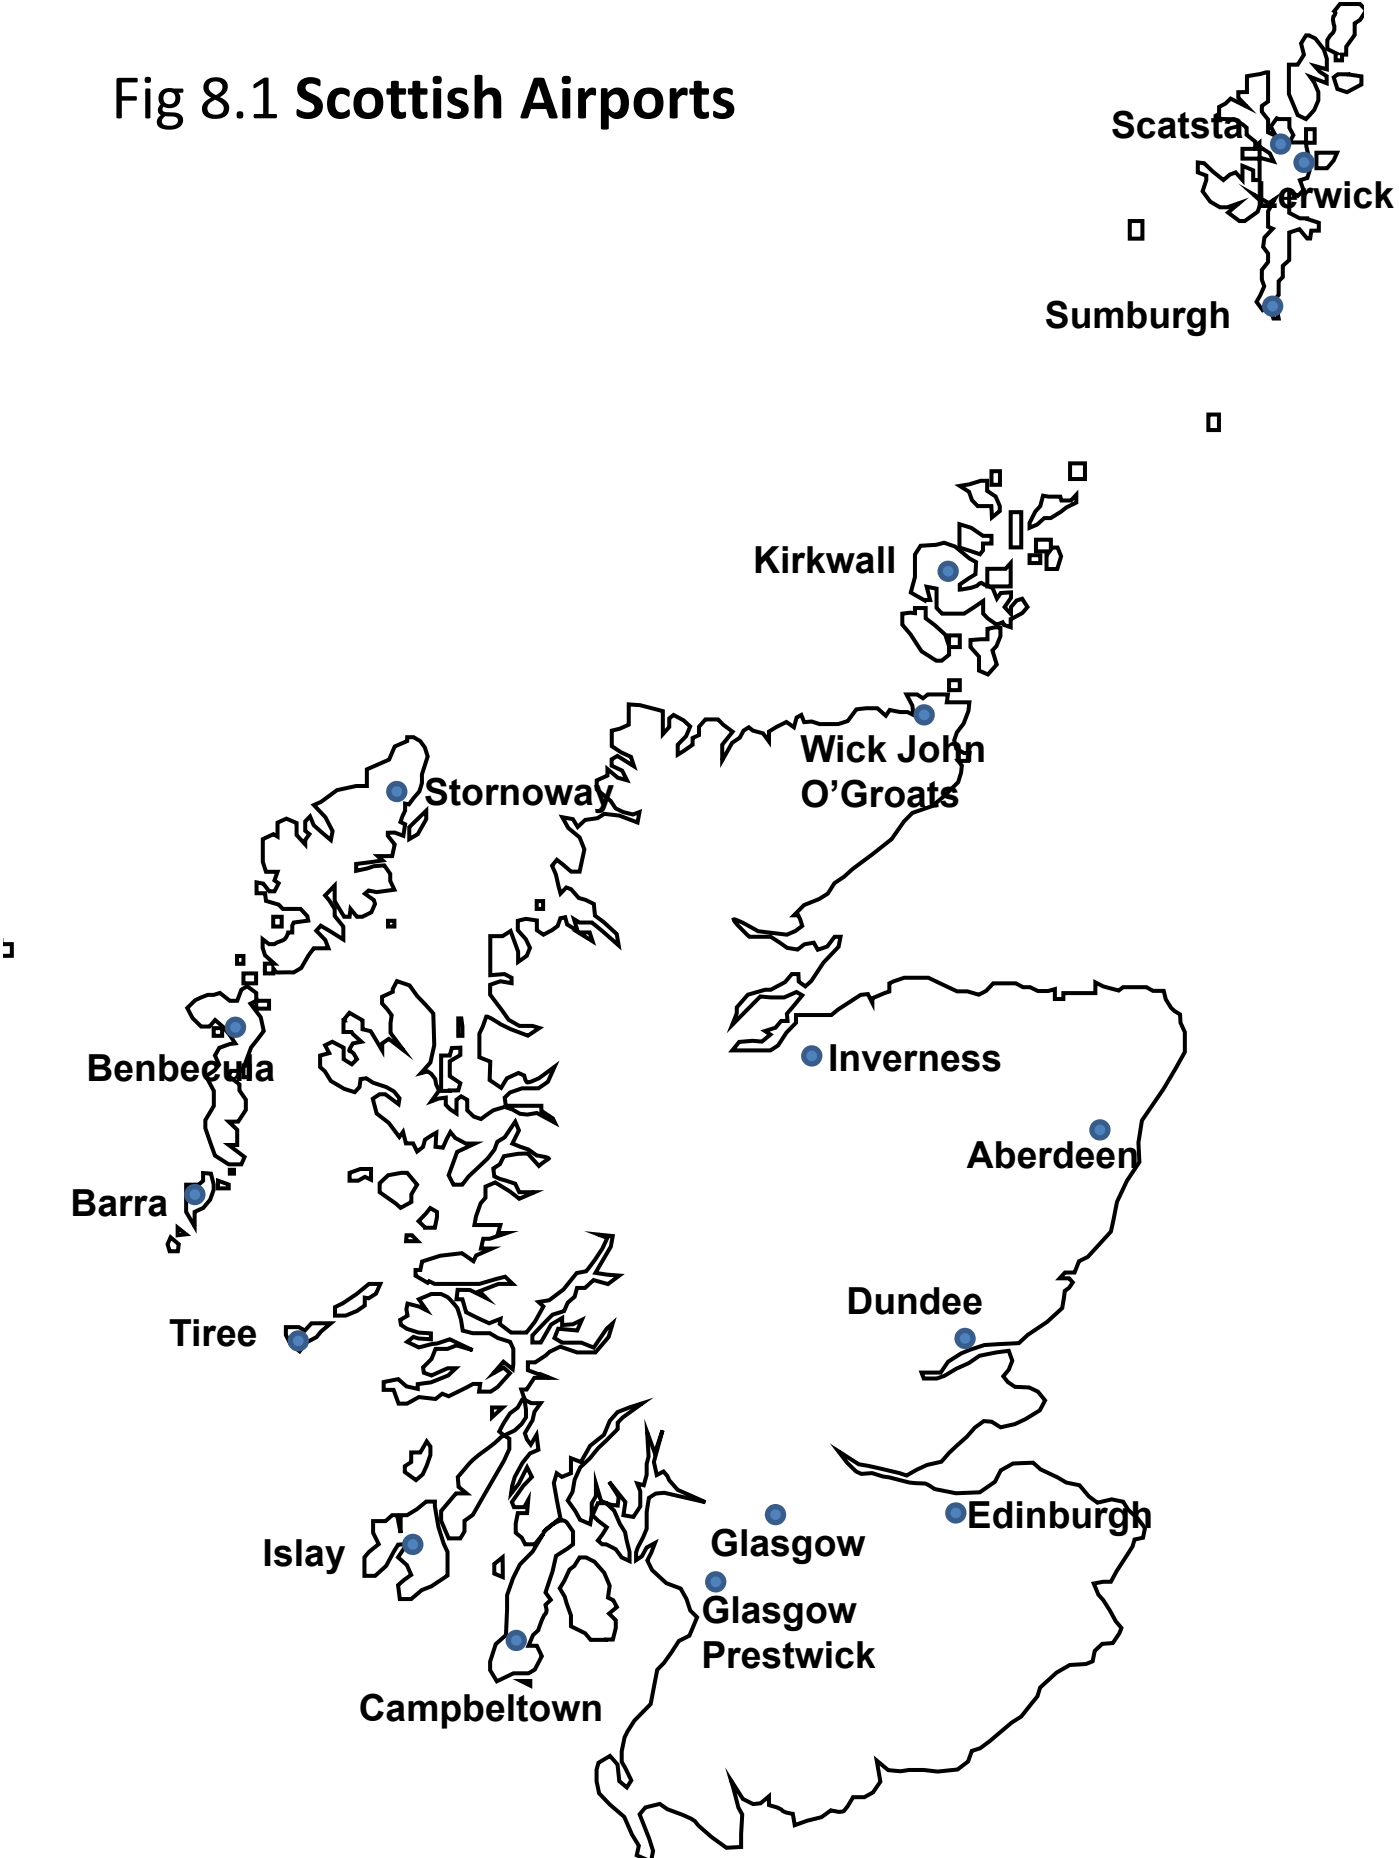 Fig 8.1 Scottish Airports
Scatsta
Lerwick
Sumburgh
Kirkwall
Wick John
O’Groats
Stornoway
Benbecula
Inverness
Aberdeen
Barra
Dundee
Tiree
Edinburgh
Glasgow
Islay
Glasgow
Prestwick
Campbeltown